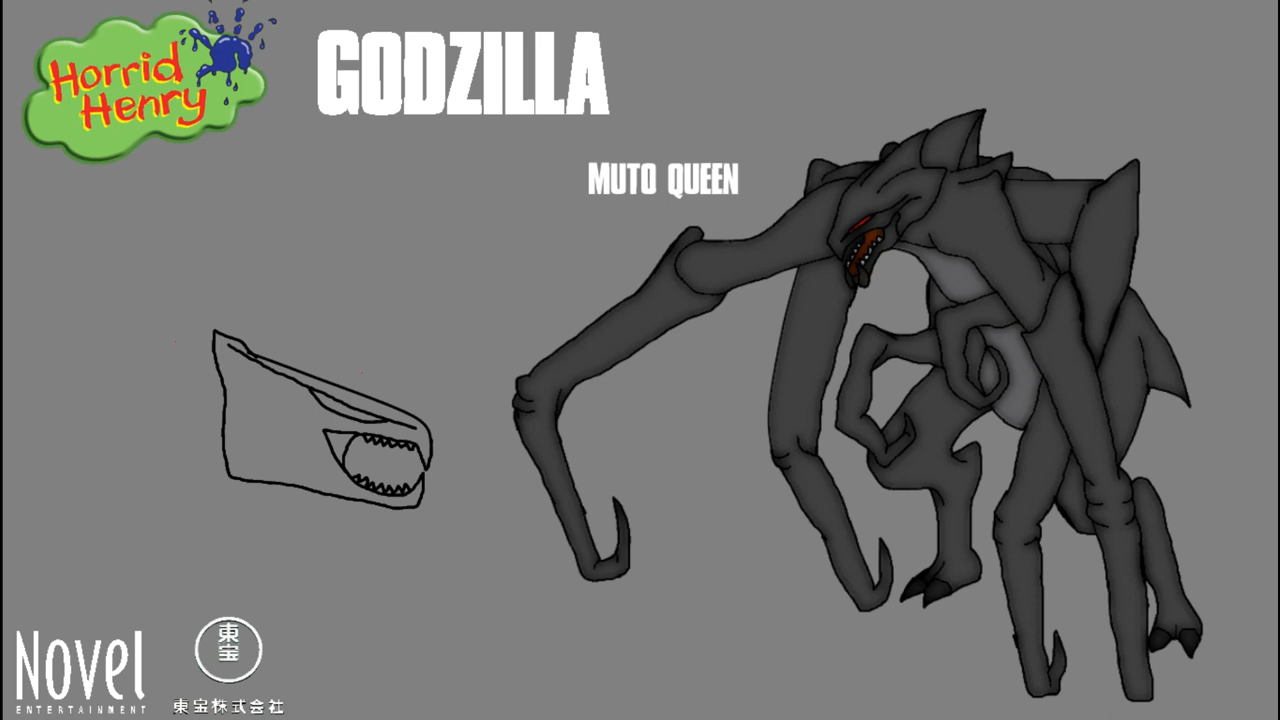 Horrid
Henry
GODZILLA
MUTO QUEEN
Novel
ENTERTAINMENT
東宝
東宝株式会社